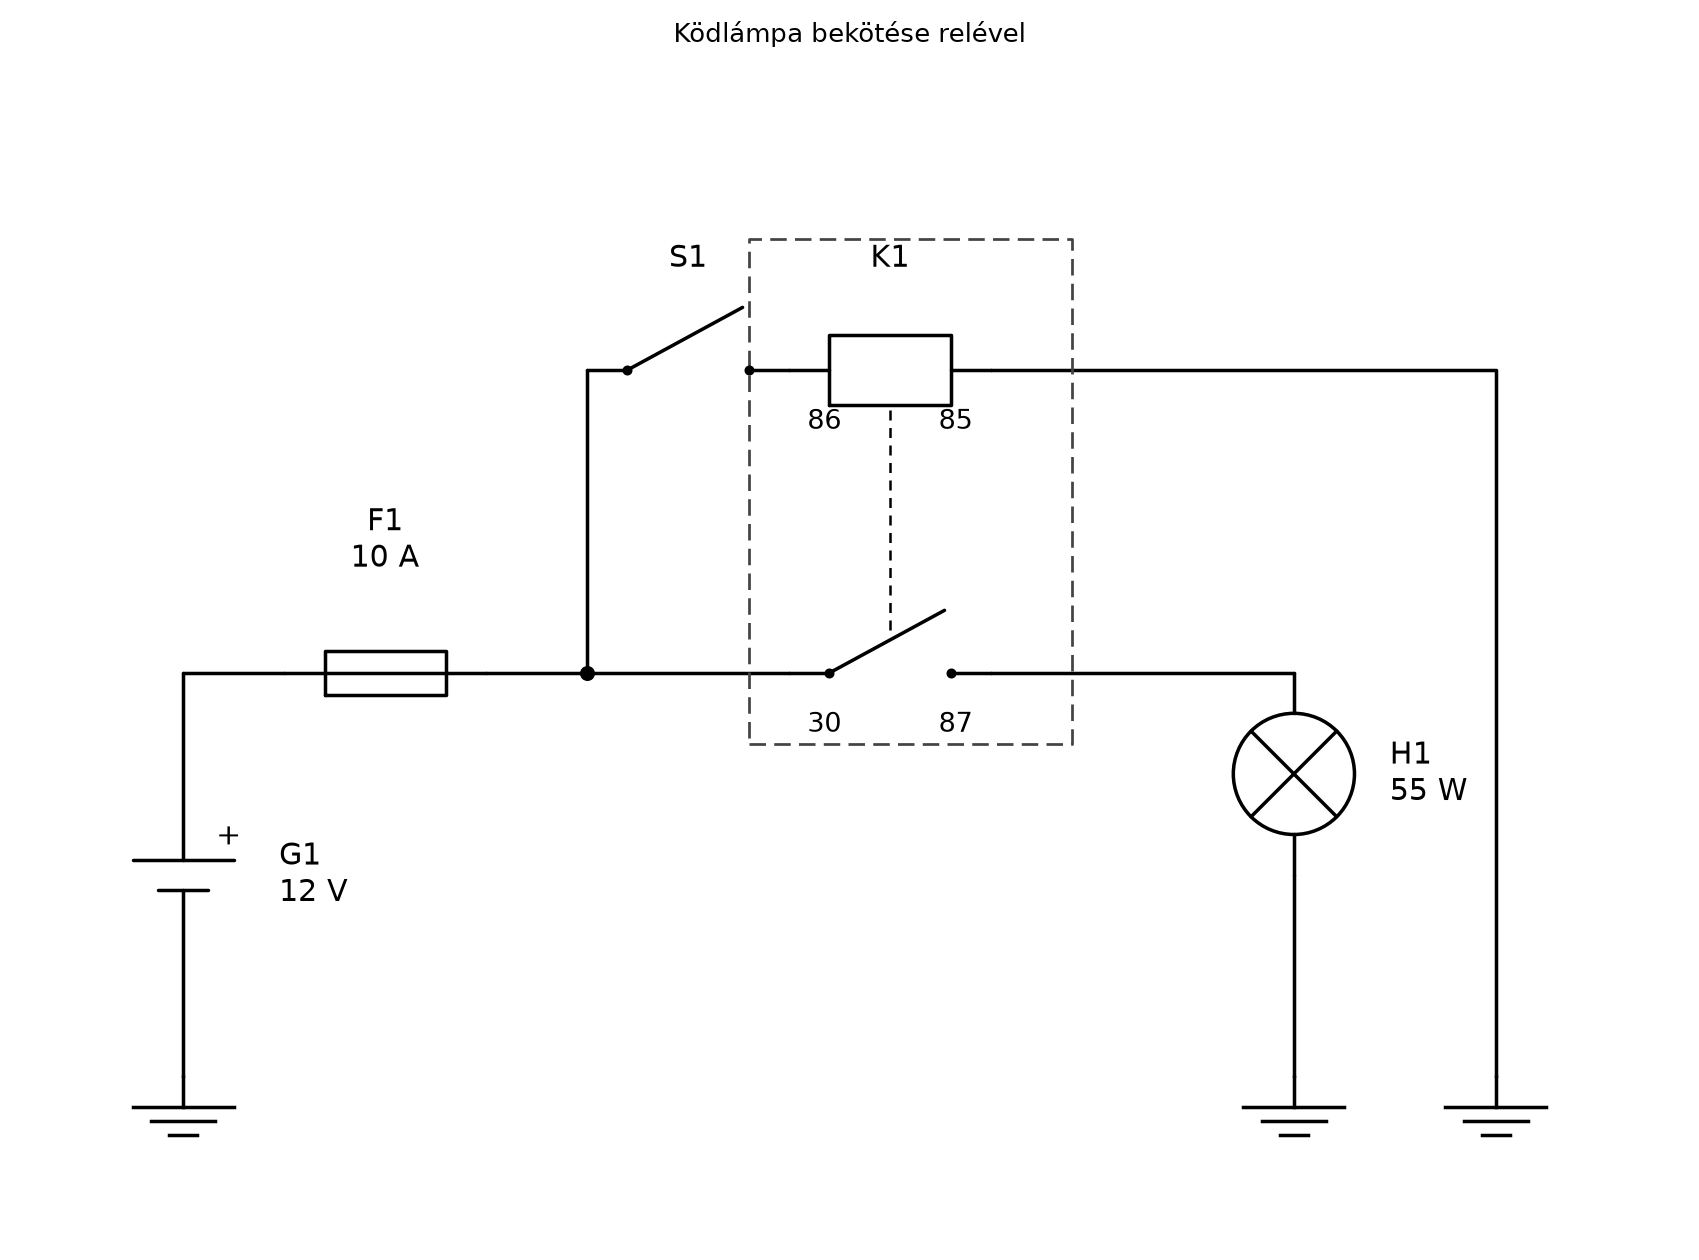 Ködlámpa bekötése relével
S1
K1
86
85
F1
10 A
30
87
H1
55 W
+
G1
12 V